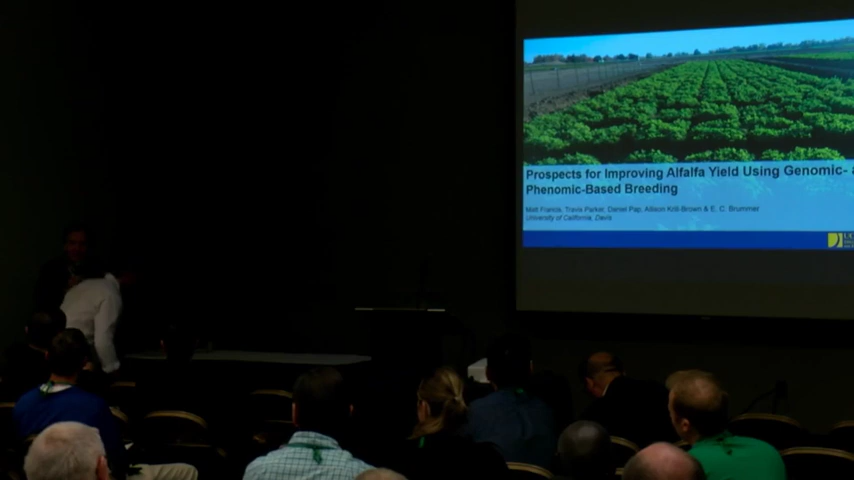 Prospects for Improving Alfalfa Yield Using Genomic- &
Phenomic-Based Breeding
Matt Francis, Travis Parker, Daniel Pap, Allison Krill-Brown & E. C. Brummer
University of California, Davis